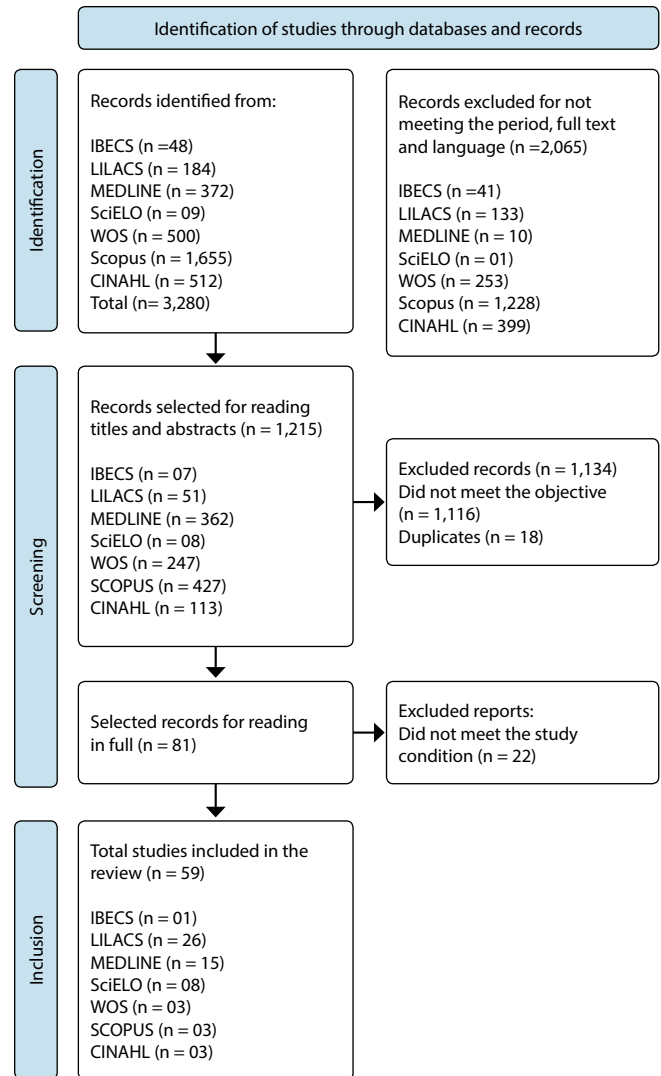 Identification of studies through databases and records
Identification
Records identified from:
IBECS (n =48)
LILACS (n = 184)
MEDLINE (n = 372)
SciELO (n = 09)
WOS (n = 500)
Scopus (n = 1,655)
CINAHL (n = 512)
Total (n= 3,280)
Records excluded for not
meeting the period, full text
and language (n =2,065)
IBECS (n =41)
LILACS (n = 133)
MEDLINE (n = 10)
SciELO (n = 01)
WOS (n = 253)
Scopus (n = 1,228)
CINAHL (n = 399)
Screening
Records selected for reading
titles and abstracts (n = 1,215)
IBECS (n = 07)
LILACS (n = 51)
MEDLINE (n = 362)
SciELO (n = 08)
WOS (n = 247)
SCOPUS (n = 427)
CINAHL (n = 113)
Excluded records (n = 1,134)
Did not meet the objective
(n = 1,116)
Duplicates (n = 18)
Selected records for reading
in full (n = 81)
Excluded reports:
Did not meet the study
condition (n = 22)
Inclusion
Total studies included in the
review (n = 59)
IBECS (n = 01)
LILACS (n = 26)
MEDLINE (n = 15)
SciELO (n = 08)
WOS (n = 03)
SCOPUS (n = 03)
CINAHL (n = 03)